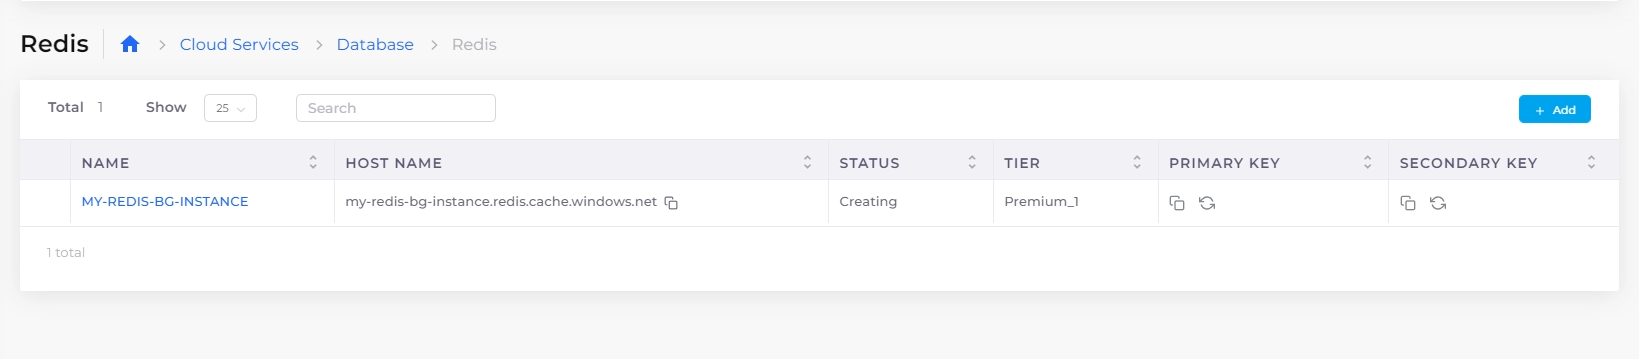 Redis Cloud Services Database Redis
Total 1 Show 25 Search + Add
NAME HOST NAME STATUS TIER PRIMARY KEY SECONDARY KEY
MY-REDIS-BG-INSTANCE my-redis-bg-instance.redis.cache.windows.net Creating Premium_1
1 total